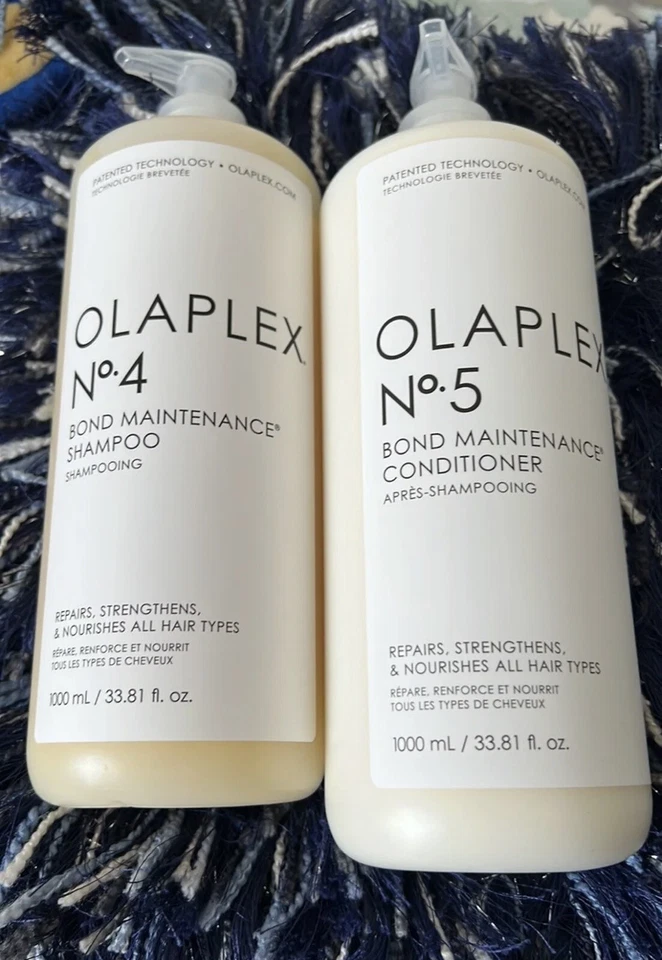 PATENTED TECHNOLOGY • OLAPLEX.COM
TECHNOLOGIE BREVETÉE
OLAPLEX.
Nº.4
BOND MAINTENANCE®
SHAMPOO
SHAMPOOING
REPAIRS, STRENGTHENS,
& NOURISHES ALL HAIR TYPES
RÉPARE, RENFORCE ET NOURRIT
TOUS LES TYPES DE CHEVEUX
1000 mL / 33.81 fl. oz.
PATENTED TECHNOLOGY • OLAPLEX.COM
TECHNOLOGIE BREVETÉE
OLAPLEX
Nº.5
BOND MAINTENANCE®
CONDITIONER
APRÈS-SHAMPOOING
REPAIRS, STRENGTHENS,
& NOURISHES ALL HAIR TYPES
RÉPARE, RENFORCE ET NOURRIT
TOUS LES TYPES DE CHEVEUX
1000 mL / 33.81 fl. oz.